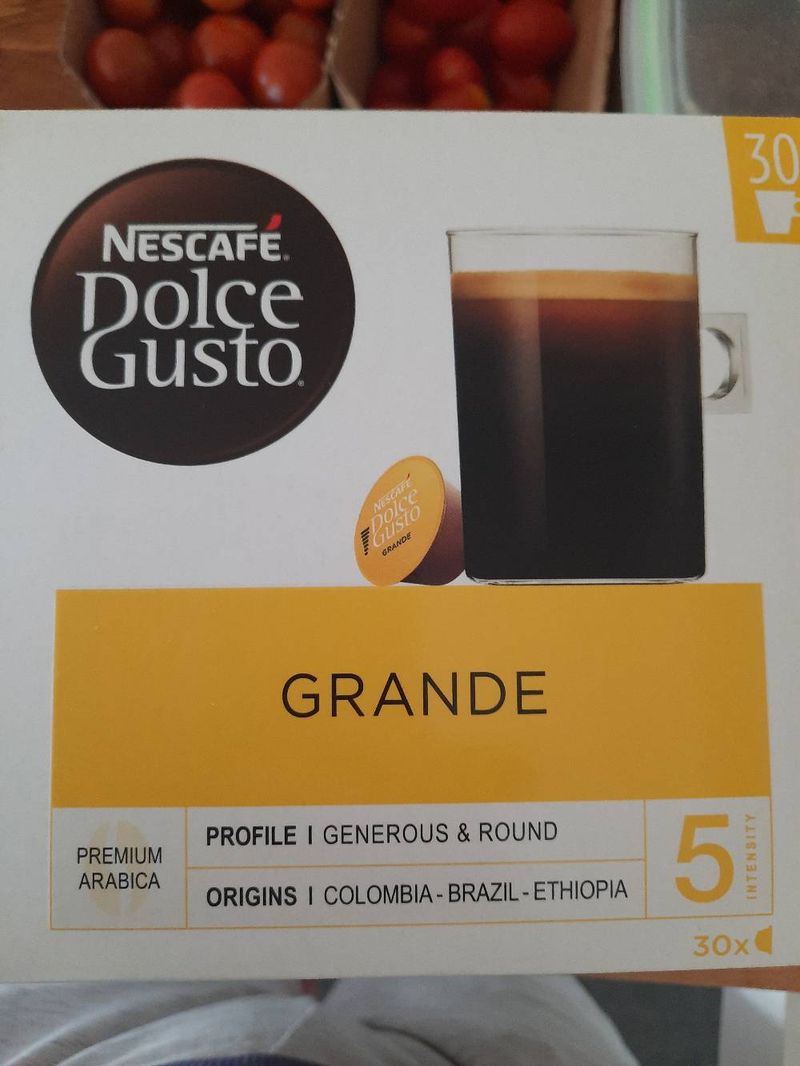 30
NESCAFÉ®
Dolce
Gusto®
NESCAFÉ
Dolce
Gusto
GRANDE
GRANDE
PREMIUM
ARABICA
PROFILE | GENEROUS & ROUND
ORIGINS | COLOMBIA - BRAZIL - ETHIOPIA
5
INTENSITY
30x